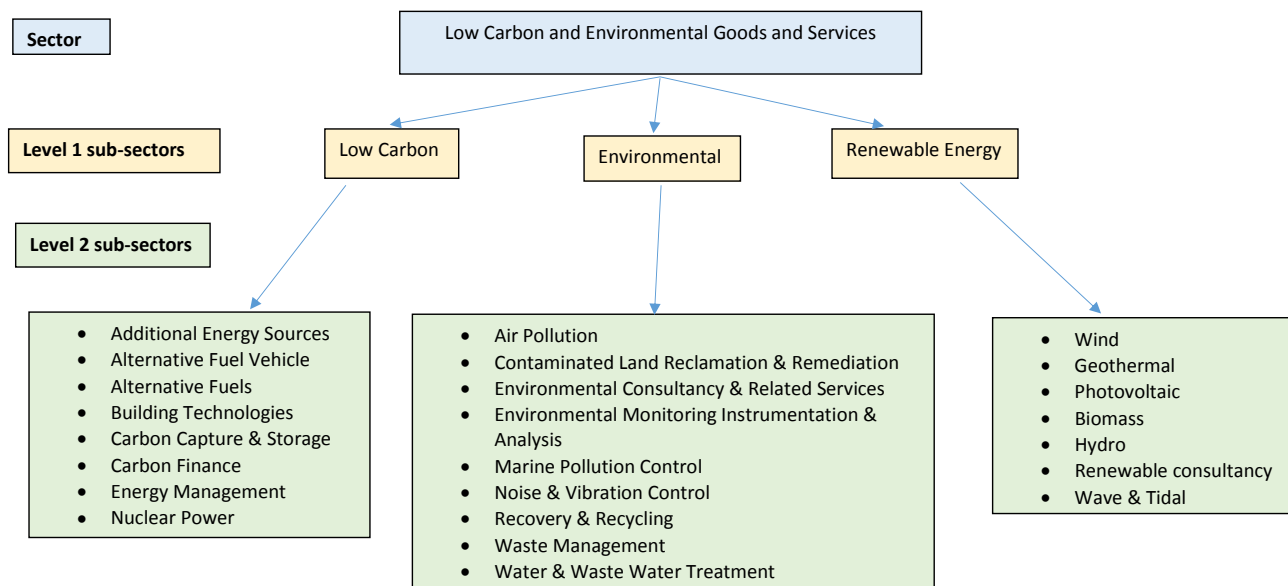 Sector
Low Carbon and Environmental Goods and Services
Level 1 sub-sectors
Low Carbon
Environmental
Renewable Energy
Level 2 sub-sectors
• Additional Energy Sources
• Alternative Fuel Vehicle
• Alternative Fuels
• Building Technologies
• Carbon Capture & Storage
• Carbon Finance
• Energy Management
• Nuclear Power
• Air Pollution
• Contaminated Land Reclamation & Remediation
• Environmental Consultancy & Related Services
• Environmental Monitoring Instrumentation &
Analysis
• Marine Pollution Control
• Noise & Vibration Control
• Recovery & Recycling
• Waste Management
• Water & Waste Water Treatment
• Wind
• Geothermal
• Photovoltaic
• Biomass
• Hydro
• Renewable consultancy
• Wave & Tidal